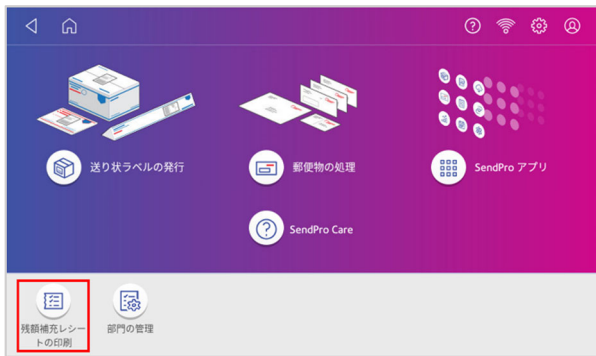 送り状ラベルの発行
郵便物の処理
SendPro アプリ
SendPro Care
残額補充レシー
トの印刷
部門の管理